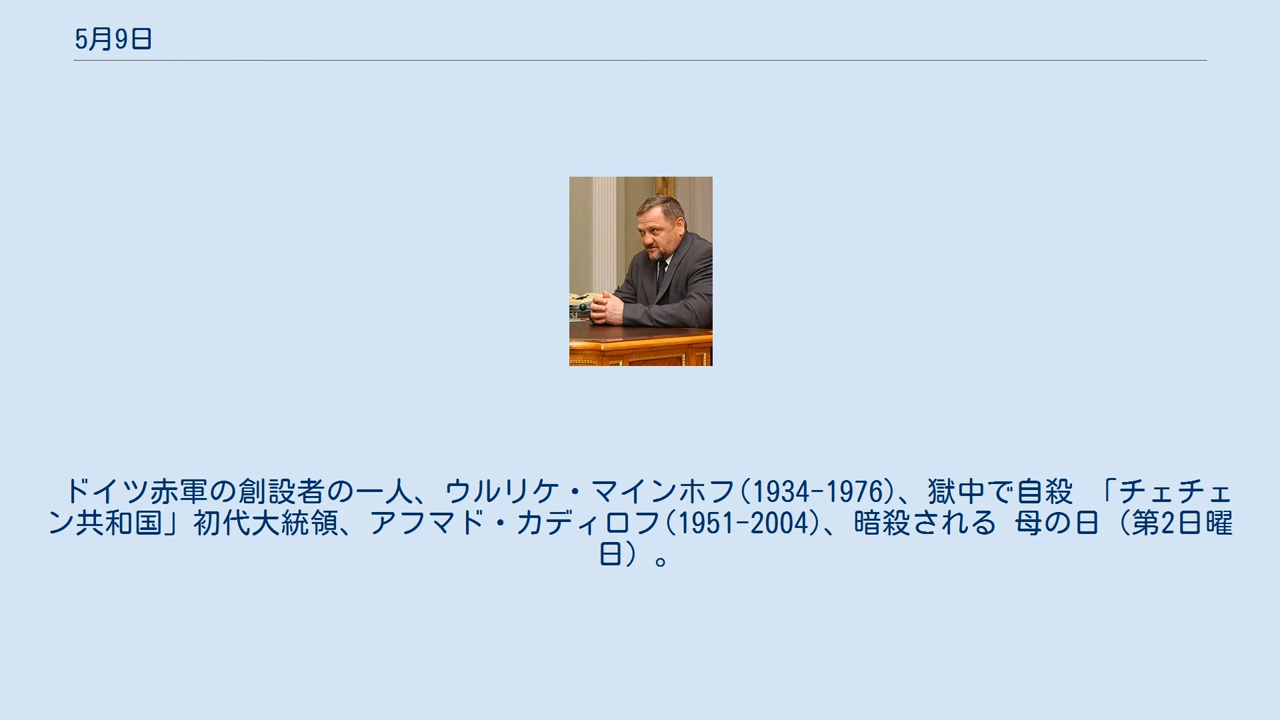 5月9日
ドイツ赤軍の創設者の一人、ウルリケ・マインホフ(1934-1976)、獄中で自殺 「チェチェ
ン共和国」初代大統領、アフマド・カディロフ(1951-2004)、暗殺される 母の日（第2日曜
日）。